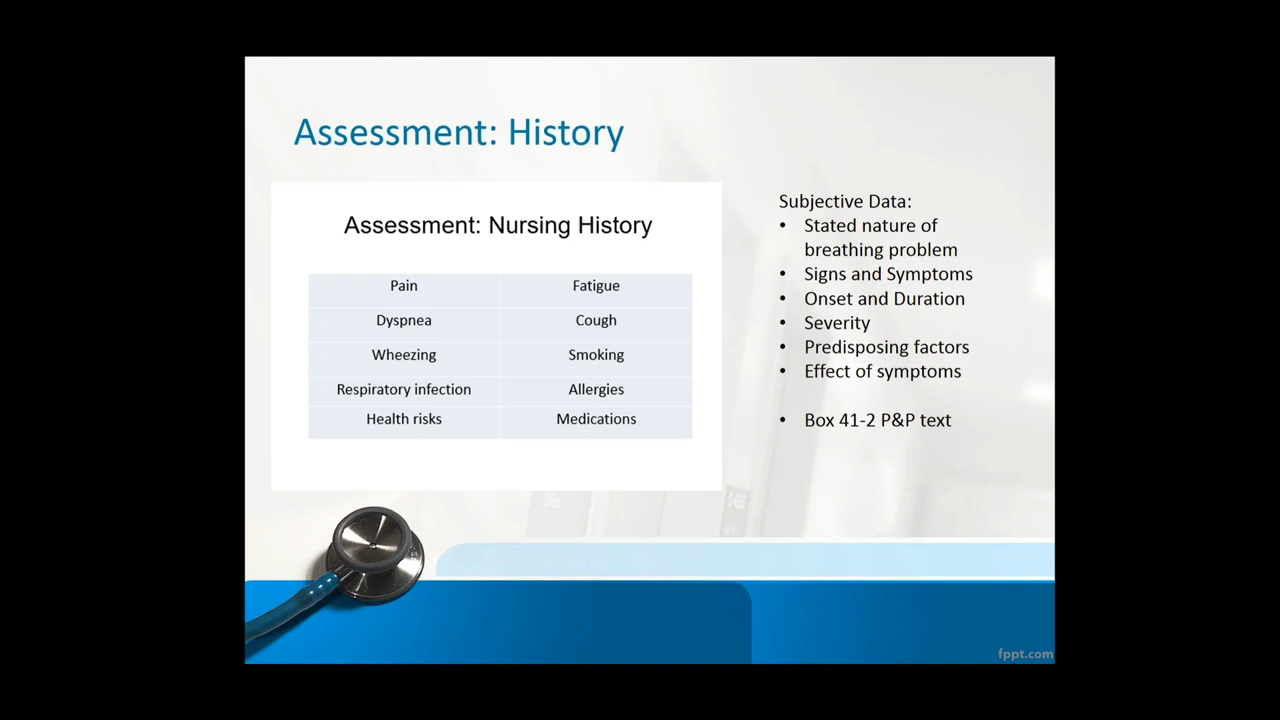 Assessment: History
Assessment: Nursing History
Pain Fatigue
Dyspnea Cough
Wheezing Smoking
Respiratory infection Allergies
Health risks Medications
Subjective Data:
• Stated nature of
breathing problem
• Signs and Symptoms
• Onset and Duration
• Severity
• Predisposing factors
• Effect of symptoms
• Box 41-2 P&P text
fppt.com